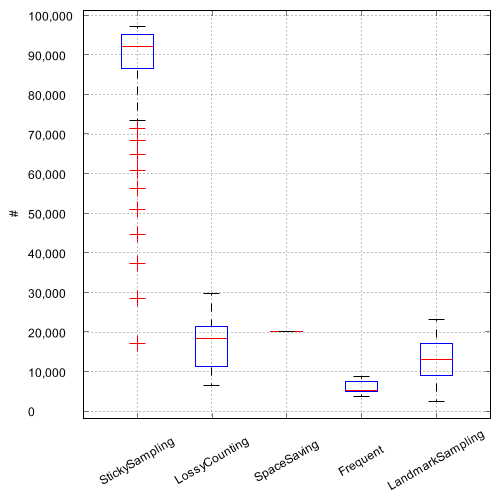 100,000
90,000
80,000
70,000
60,000
50,000
#
40,000
30,000
20,000
10,000
0
StickySampling
LossyCounting
SpaceSaving
Frequent
LandmarkSampling